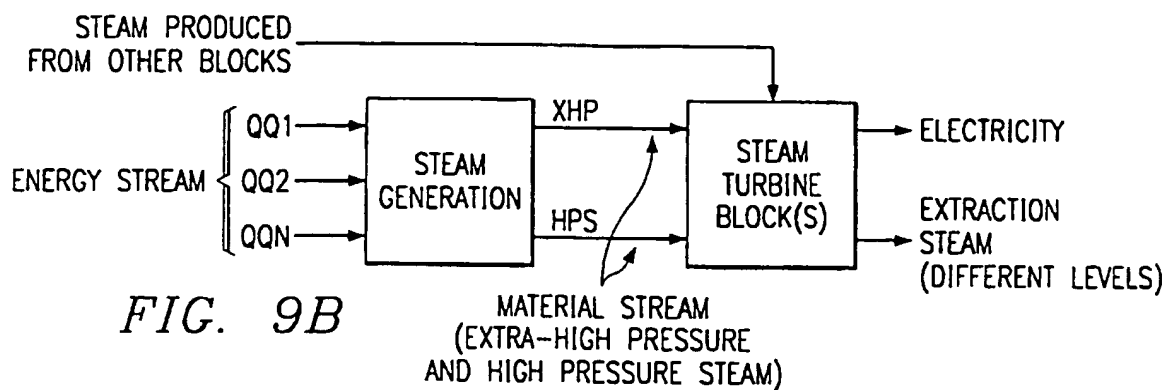 STEAM PRODUCED
FROM OTHER BLOCKS
ENERGY STREAM
QQ1
QQ2
QQN
STEAM
GENERATION
XHP
HPS
STEAM
TURBINE
BLOCK(S)
ELECTRICITY
EXTRACTION
STEAM
(DIFFERENT LEVELS)
MATERIAL STREAM
(EXTRA-HIGH PRESSURE
AND HIGH PRESSURE STEAM)
FIG. 9B